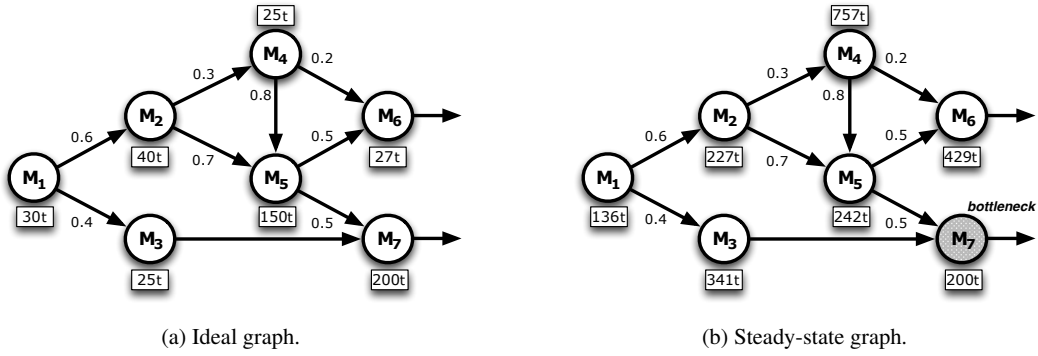 25t
M4
0.2
0.3
0.8
M2
M6
0.6
0.5
40t
0.7
27t
M1
M5
30t
0.4
150t
0.5
M3
M7
25t
200t
(a) Ideal graph.
757t
M4
0.2
0.3
0.8
M2
M6
0.6
0.5
227t
0.7
429t
M1
M5
136t
0.4
242t
0.5
bottleneck
M3
M7
341t
200t
(b) Steady-state graph.